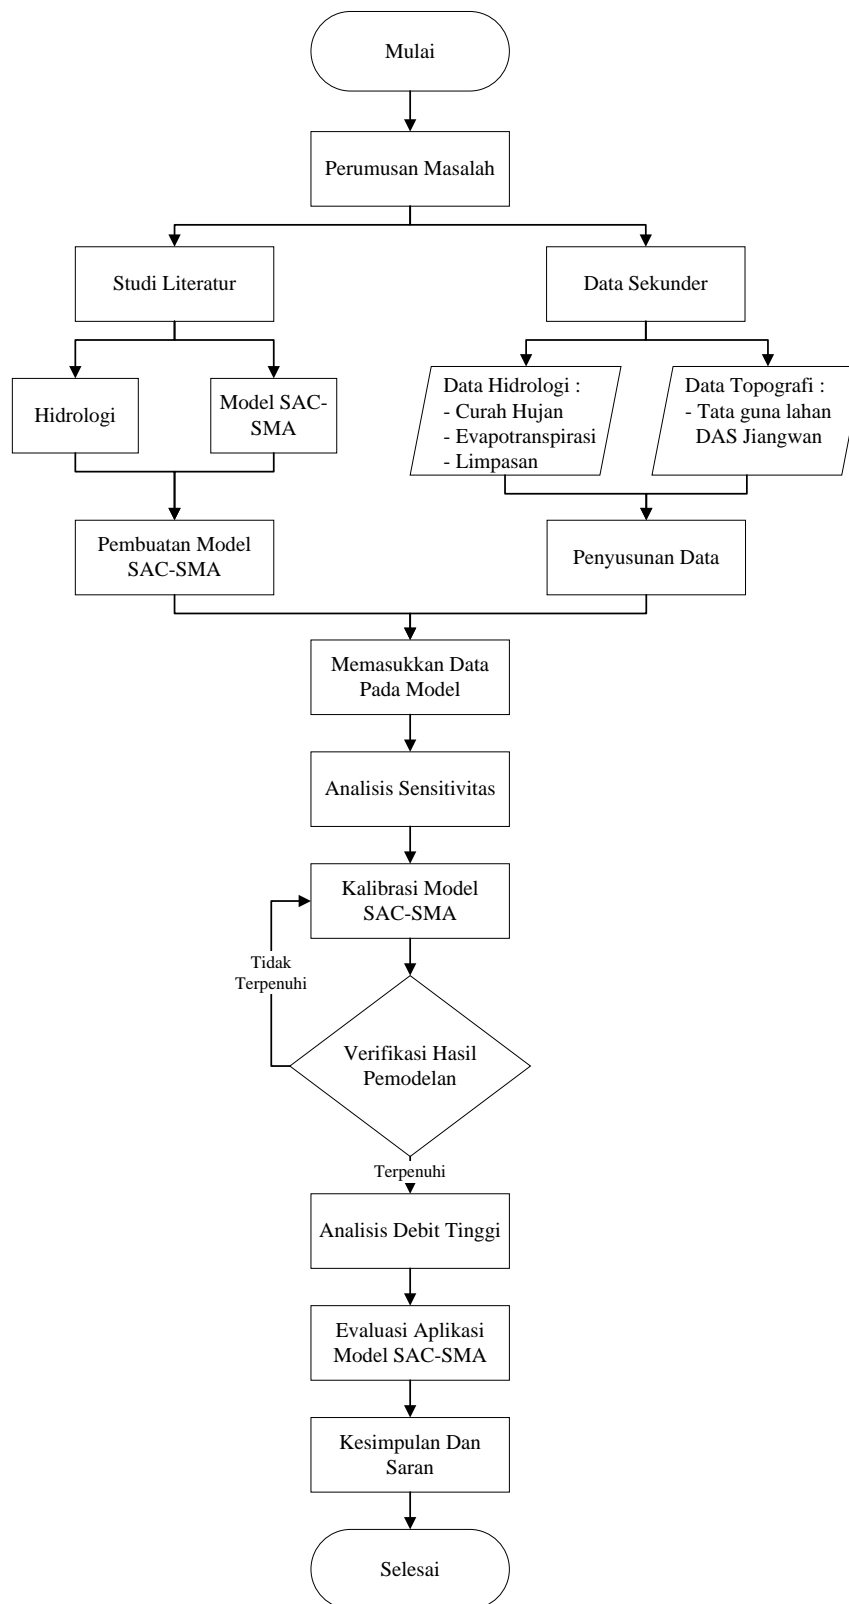 Mulai
Perumusan Masalah
Studi Literatur
Data Sekunder
Hidrologi
Model SAC-
SMA
Data Hidrologi :
- Curah Hujan
- Evapotranspirasi
- Limpasan
Data Topografi :
- Tata guna lahan
DAS Jiangwan
Pembuatan Model
SAC-SMA
Penyusunan Data
Memasukkan Data
Pada Model
Analisis Sensitivitas
Kalibrasi Model
SAC-SMA
Tidak
Terpenuhi
Verifikasi Hasil
Pemodelan
Terpenuhi
Analisis Debit Tinggi
Evaluasi Aplikasi
Model SAC-SMA
Kesimpulan Dan
Saran
Selesai